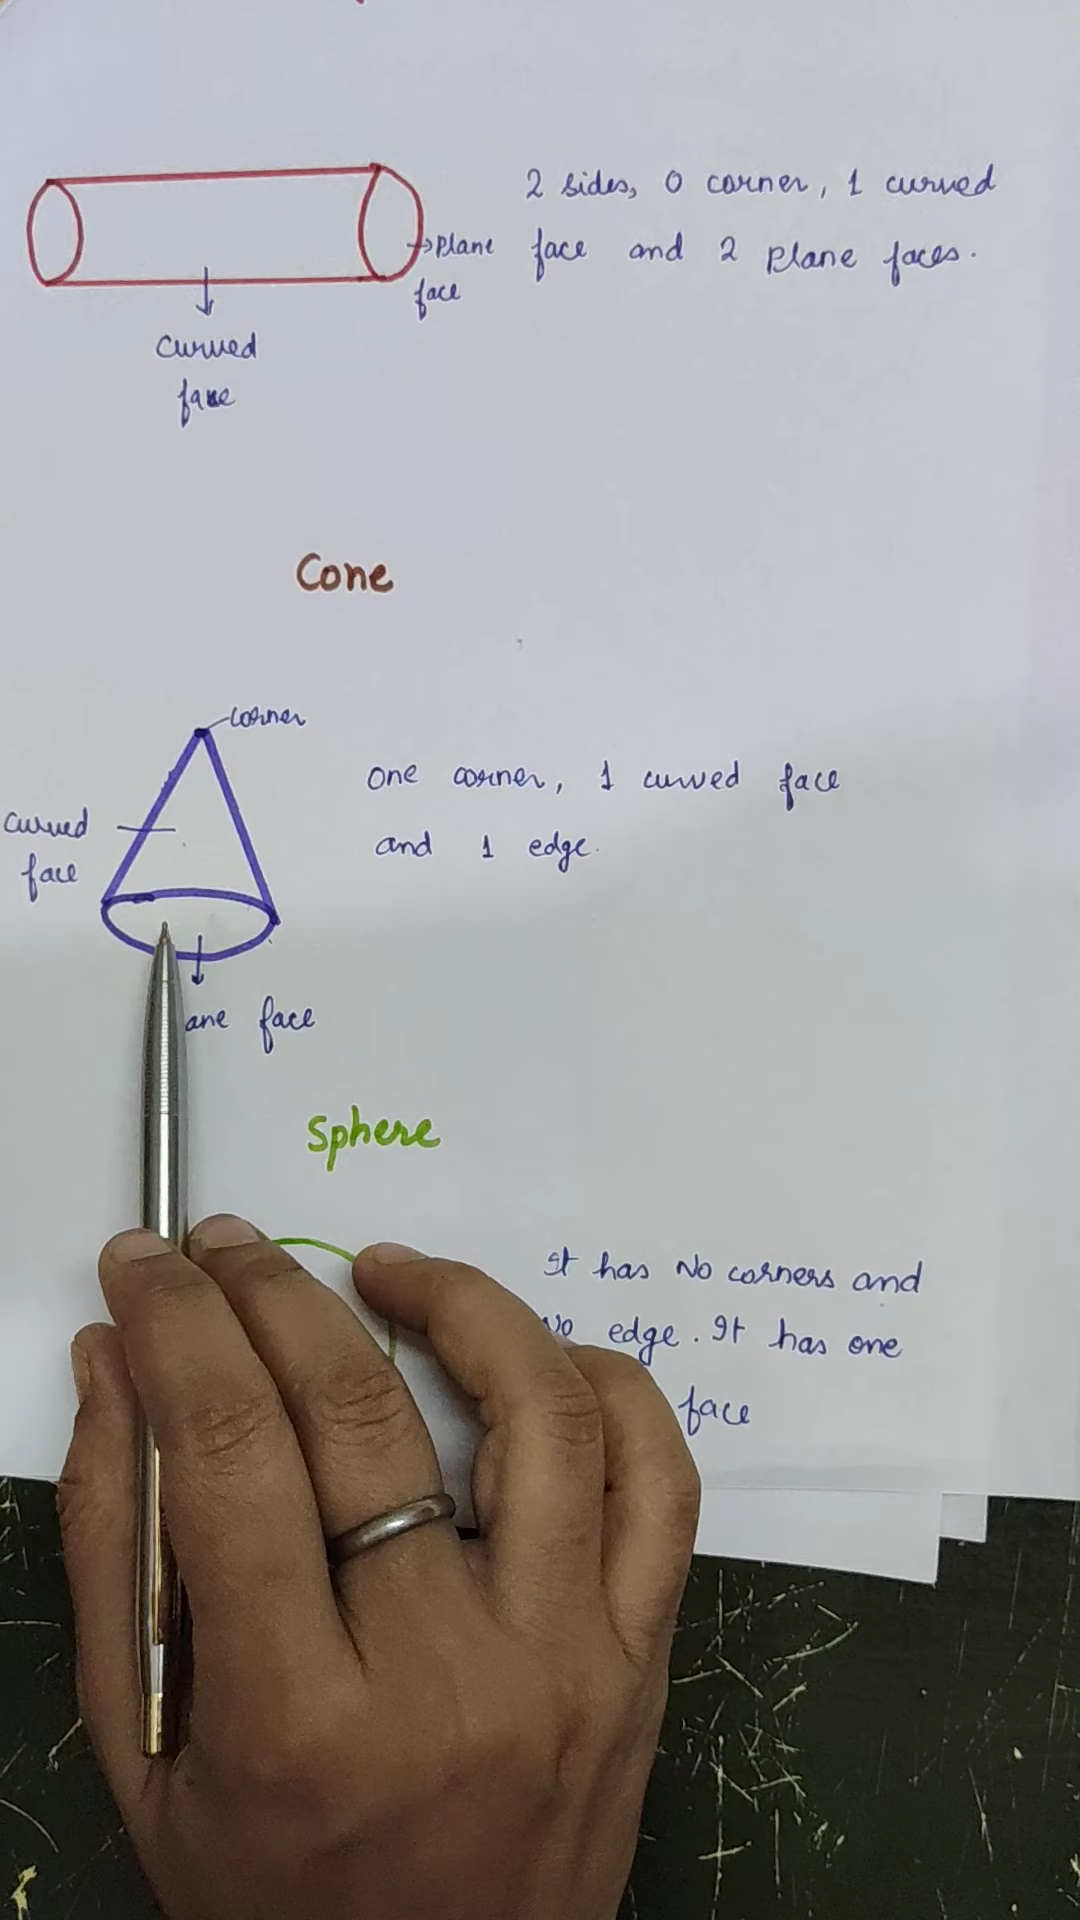 2 sides, 0 corner, 1 curved
face and 2 plane faces.
plane
face
curved
face
Cone
corner
one corner, 1 curved face
and 1 edge.
curved
face
face
Sphere
It has No corners and
No edge. It has one
face